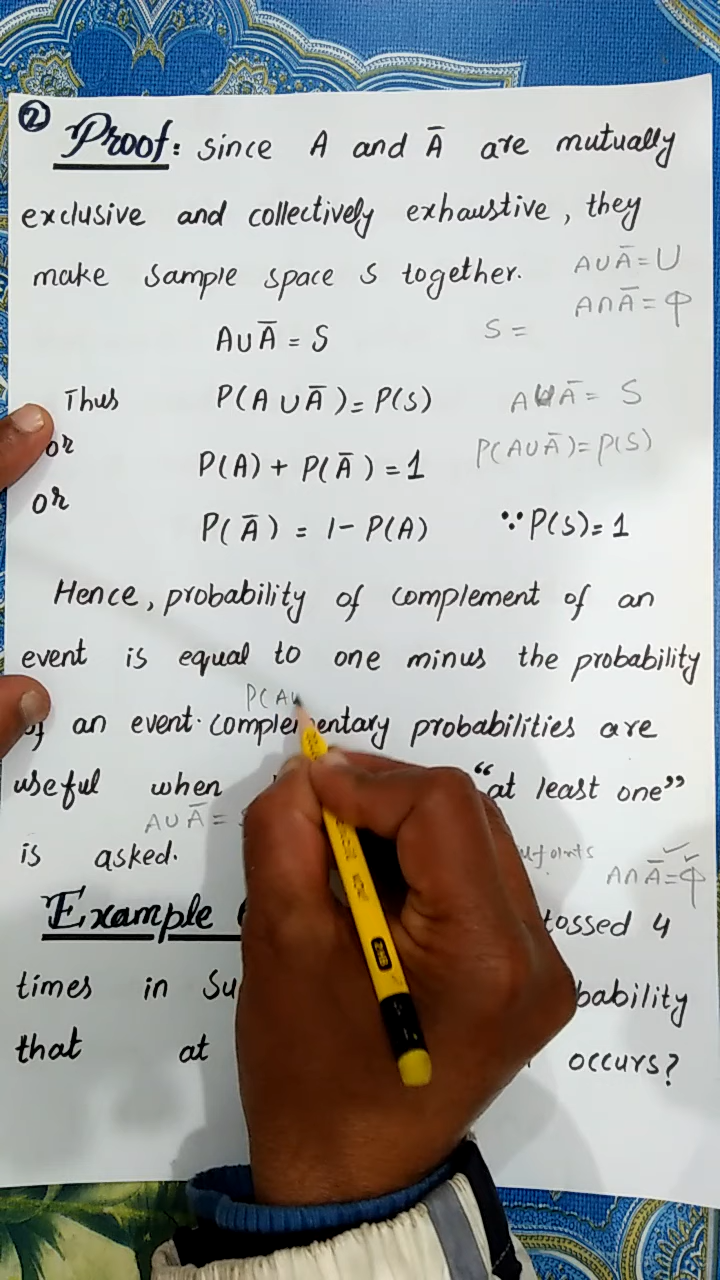 ②
Proof: since A and Ā are mutually
exclusive and collectively exhaustive, they
make sample space S together.
A∪Ā = U
A∩Ā = φ
A∪Ā = S
S =
Thus P(A∪Ā) = P(S)
A∪Ā = S
or P(A) + P(Ā) = 1
P(A∪Ā) = P(S)
or P(Ā) = 1 - P(A) ∵ P(S) = 1
Hence, probability of complement of an
event is equal to one minus the probability
P(A∪
of an event. complementary probabilities are
useful when "at least one"
A∪Ā =
is asked.
A∩Ā = φ
Example tossed 4
times in
that at occurs?